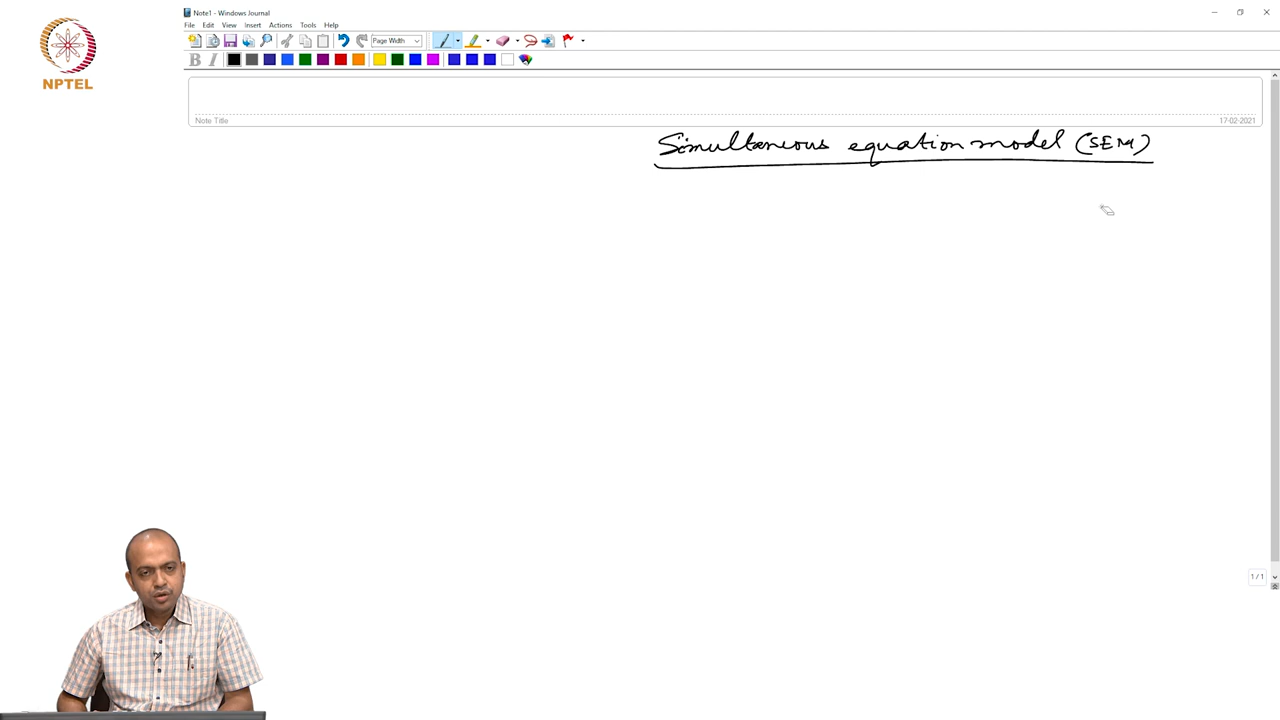 NPTEL
Note1 - Windows Journal
File Edit View Insert Actions Tools Help
Page Width
B I
Note Title
17-02-2021
Simultaneous equation model (SEM)
1 / 1